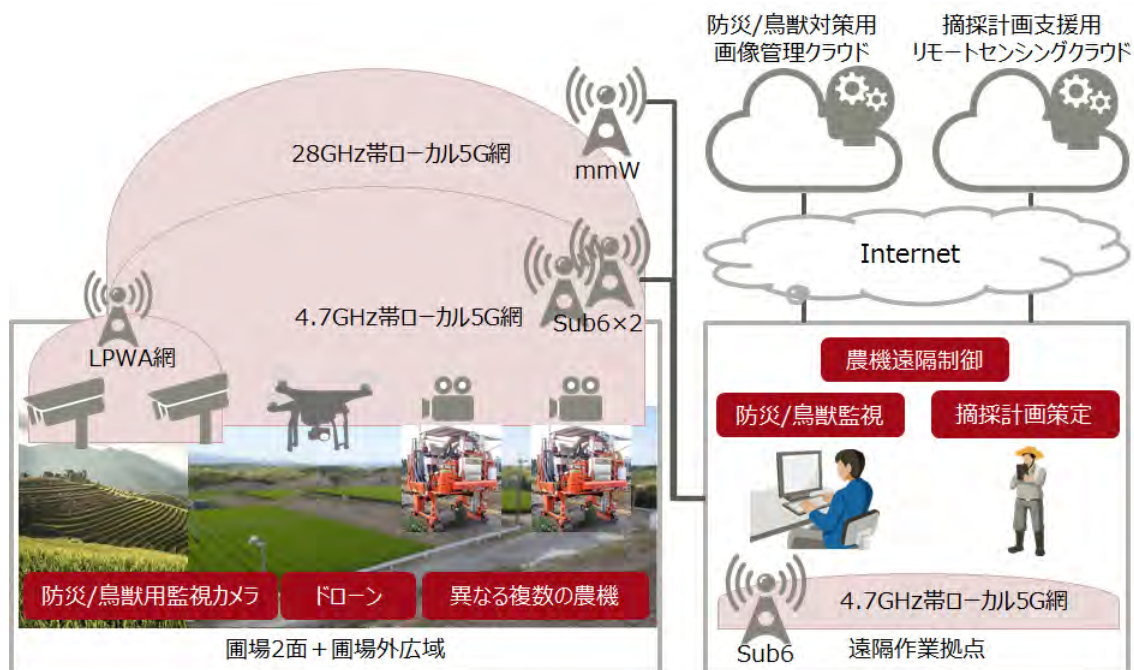 防災/鳥獣対策用
画像管理クラウド
摘採計画支援用
リモートセンシングクラウド
28GHz帯ローカル5G網
mmW
Internet
4.7GHz帯ローカル5G網
Sub6×2
LPWA網
農機遠隔制御
防災/鳥獣監視
摘採計画策定
防災/鳥獣用監視カメラ
ドローン
異なる複数の農機
圃場2面+圃場外広域
4.7GHz帯ローカル5G網
Sub6
遠隔作業拠点